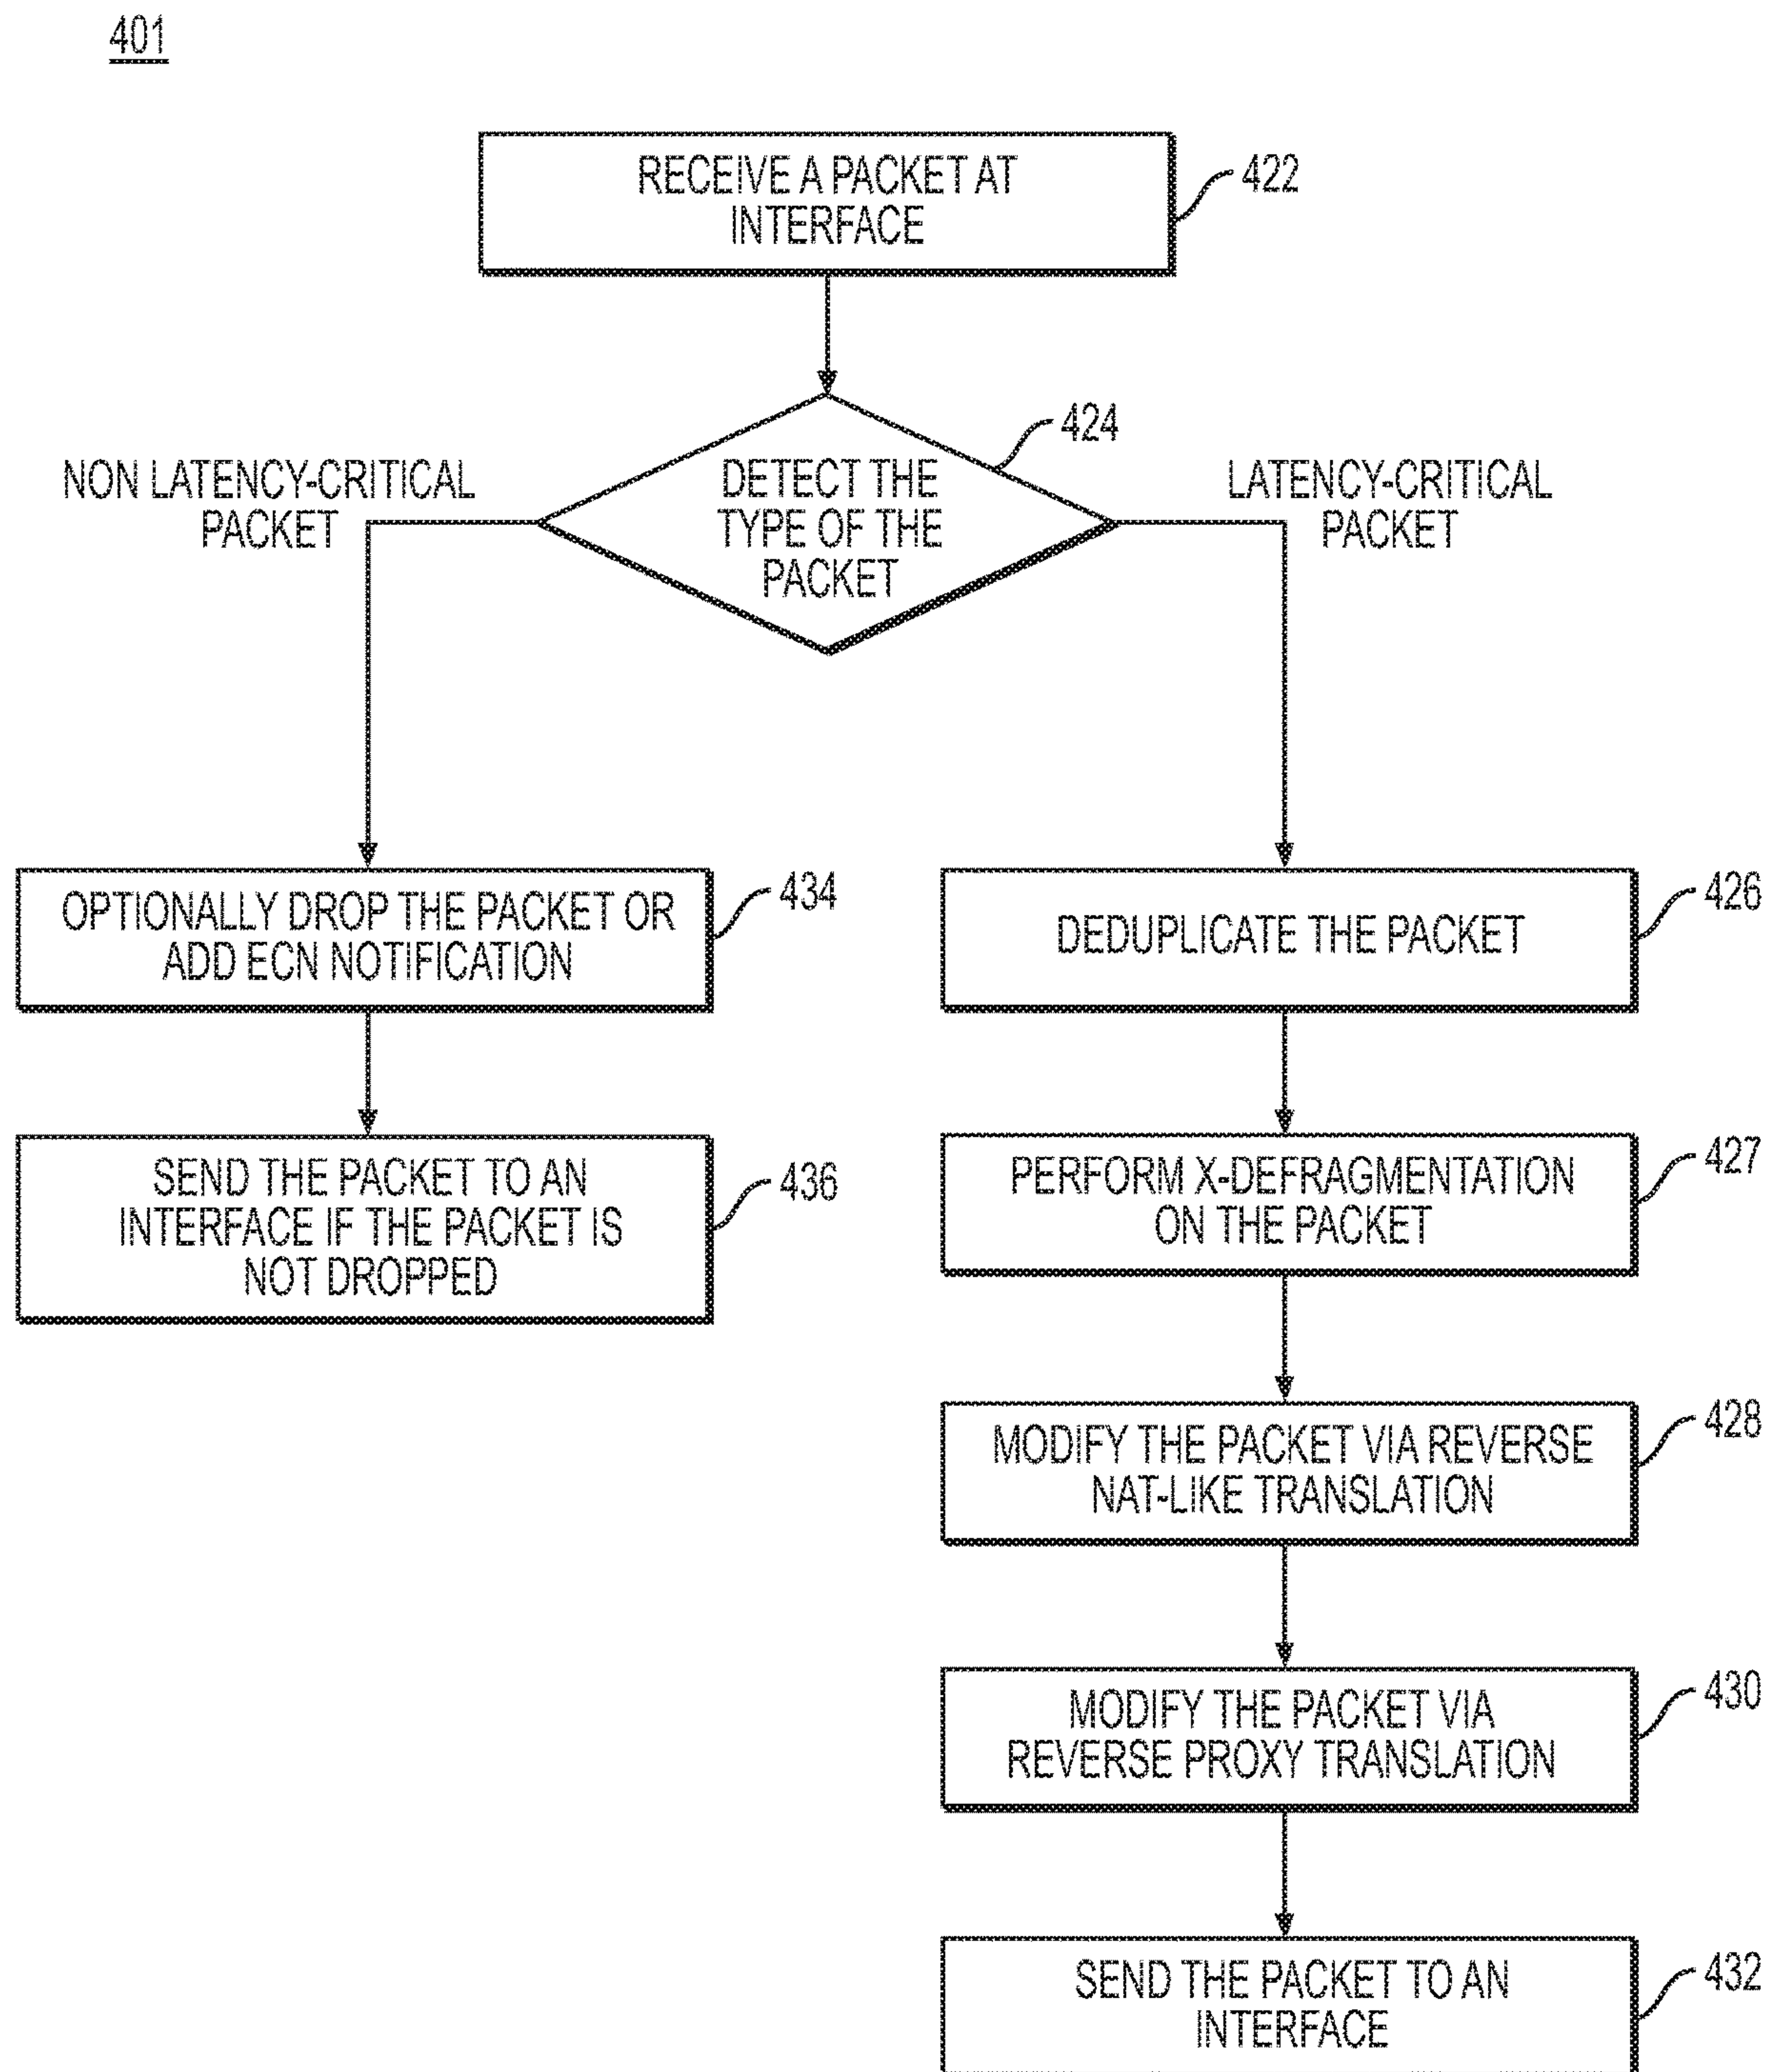 401
RECEIVE A PACKET AT
INTERFACE
422
424
NON LATENCY-CRITICAL
PACKET
DETECT THE
TYPE OF THE
PACKET
LATENCY-CRITICAL
PACKET
OPTIONALLY DROP THE PACKET OR
ADD ECN NOTIFICATION
434
DEDUPLICATE THE PACKET
426
SEND THE PACKET TO AN
INTERFACE IF THE PACKET IS
NOT DROPPED
436
PERFORM X-DEFRAGMENTATION
ON THE PACKET
427
MODIFY THE PACKET VIA REVERSE
NAT-LIKE TRANSLATION
428
MODIFY THE PACKET VIA
REVERSE PROXY TRANSLATION
430
SEND THE PACKET TO AN
INTERFACE
432